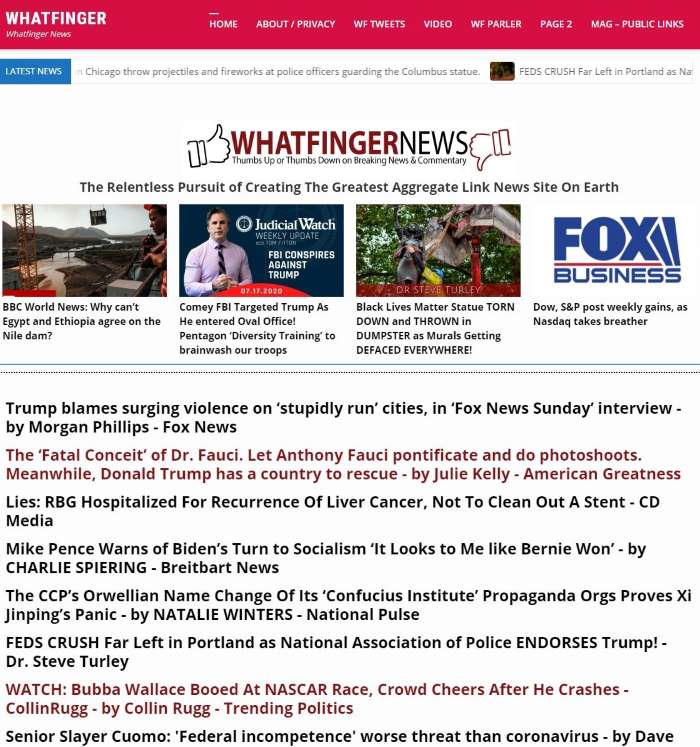 WHATFINGER
Whatfinger News
HOME ABOUT / PRIVACY WF TWEETS VIDEO WF PARLER PAGE 2 MAG – PUBLIC LINKS
LATEST NEWS Chicago throw projectiles and fireworks at police officers guarding the Columbus statue. FEDS CRUSH Far Left in Portland as Na
WHATFINGERNEWS
Thumbs Up or Thumbs Down on Breaking News & Commentary
The Relentless Pursuit of Creating The Greatest Aggregate Link News Site On Earth
Judicial Watch
WEEKLY UPDATE
WITH TOM FITTON
FBI CONSPIRES
AGAINST
TRUMP
07.17.2020
DR STEVE TURLEY
FOX
BUSINESS
BBC World News: Why can’t
Egypt and Ethiopia agree on the
Nile dam?
Comey FBI Targeted Trump As
He entered Oval Office!
Pentagon ‘Diversity Training’ to
brainwash our troops
Black Lives Matter Statue TORN
DOWN and THROWN in
DUMPSTER as Murals Getting
DEFACED EVERYWHERE!
Dow, S&P post weekly gains, as
Nasdaq takes breather
Trump blames surging violence on ‘stupidly run’ cities, in ‘Fox News Sunday’ interview -
by Morgan Phillips - Fox News
The ‘Fatal Conceit’ of Dr. Fauci. Let Anthony Fauci pontificate and do photoshoots.
Meanwhile, Donald Trump has a country to rescue - by Julie Kelly - American Greatness
Lies: RBG Hospitalized For Recurrence Of Liver Cancer, Not To Clean Out A Stent - CD
Media
Mike Pence Warns of Biden’s Turn to Socialism ‘It Looks to Me like Bernie Won’ - by
CHARLIE SPIERING - Breitbart News
The CCP’s Orwellian Name Change Of Its ‘Confucius Institute’ Propaganda Orgs Proves Xi
Jinping’s Panic - by NATALIE WINTERS - National Pulse
FEDS CRUSH Far Left in Portland as National Association of Police ENDORSES Trump! -
Dr. Steve Turley
WATCH: Bubba Wallace Booed At NASCAR Race, Crowd Cheers After He Crashes -
CollinRugg - by Collin Rugg - Trending Politics
Senior Slayer Cuomo: 'Federal incompetence' worse threat than coronavirus - by Dave